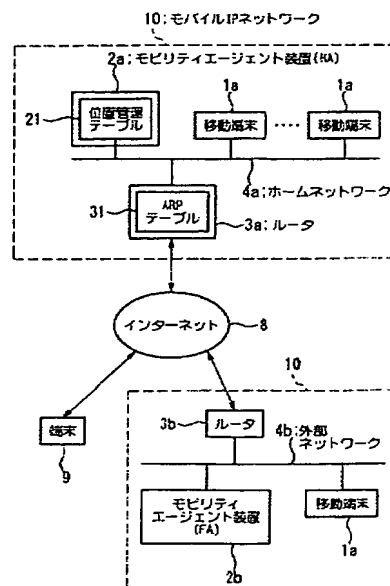 10;モバイルIPネットワーク
2a;モビリティエージェント装置(HA)
21
位置管理
テーブル
1a
移動端末
1a
移動端末
4a;ホームネットワーク
31
ARP
テーブル
3a;ルータ
インターネット
8
端末
9
10
3b
ルータ
4b;外部
ネットワーク
モビリティ
エージェント装置
(FA)
2b
移動端末
1a